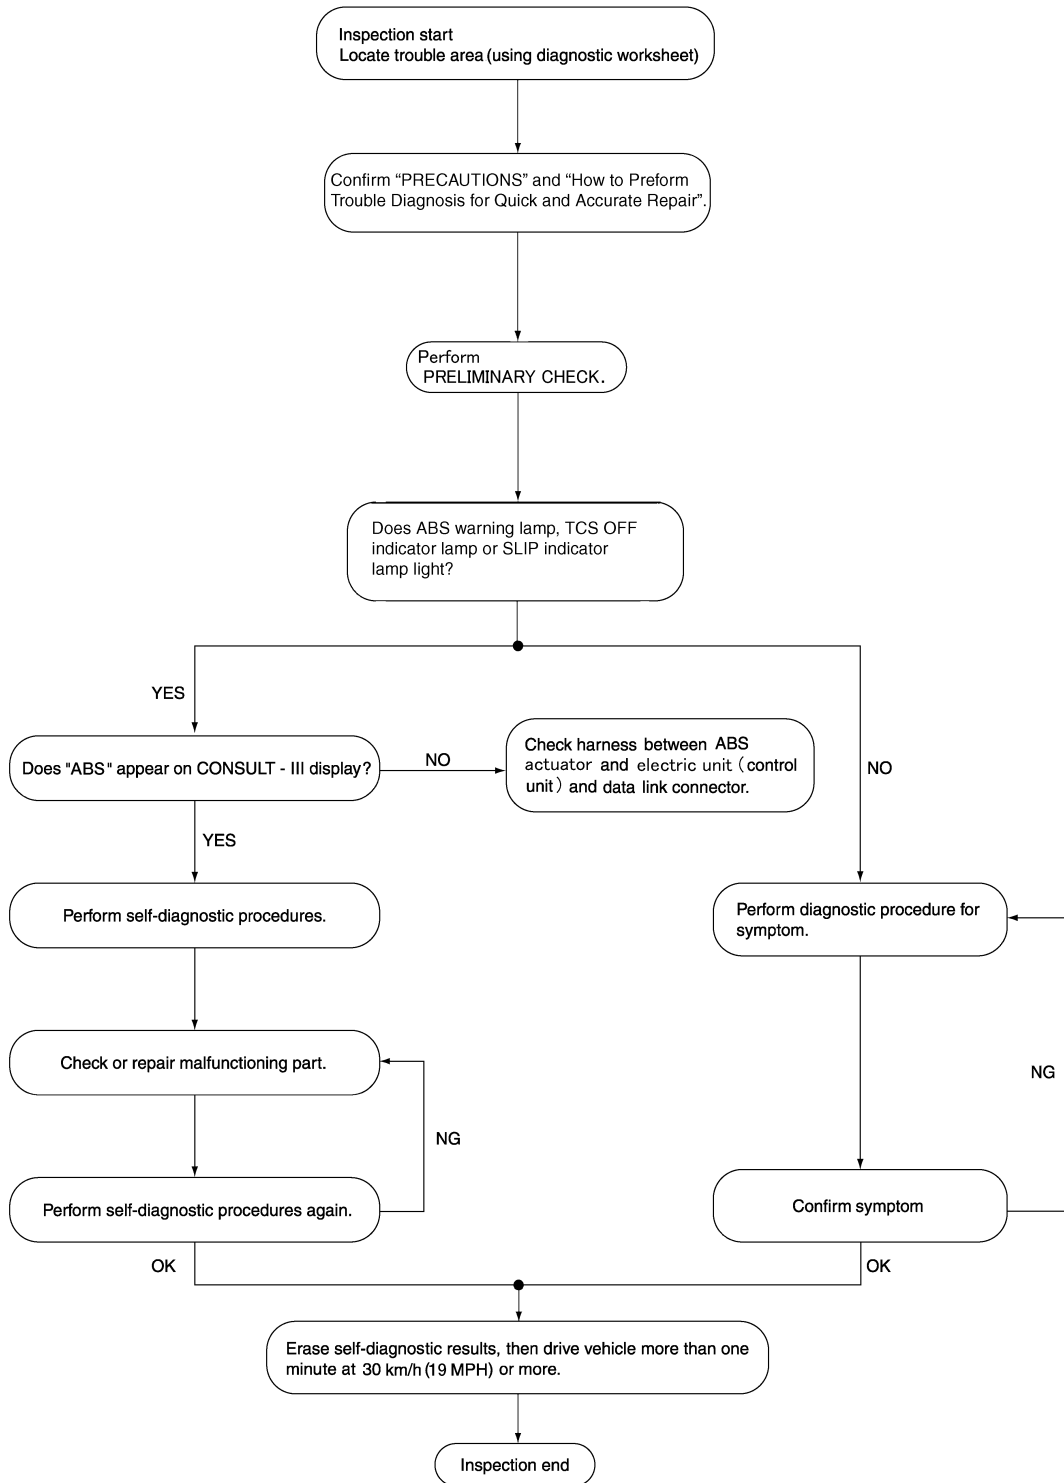 Inspection start
Locate trouble area (using diagnostic worksheet)
Confirm “PRECAUTIONS” and “How to Preform
Trouble Diagnosis for Quick and Accurate Repair”.
Perform
PRELIMINARY CHECK.
Does ABS warning lamp, TCS OFF
indicator lamp or SLIP indicator
lamp light?
YES
Does "ABS" appear on CONSULT - III display?
NO
Check harness between ABS
actuator and electric unit (control
unit) and data link connector.
NO
YES
Perform self-diagnostic procedures.
Perform diagnostic procedure for
symptom.
Check or repair malfunctioning part.
NG
NG
Perform self-diagnostic procedures again.
Confirm symptom
OK
OK
Erase self-diagnostic results, then drive vehicle more than one
minute at 30 km/h (19 MPH) or more.
Inspection end